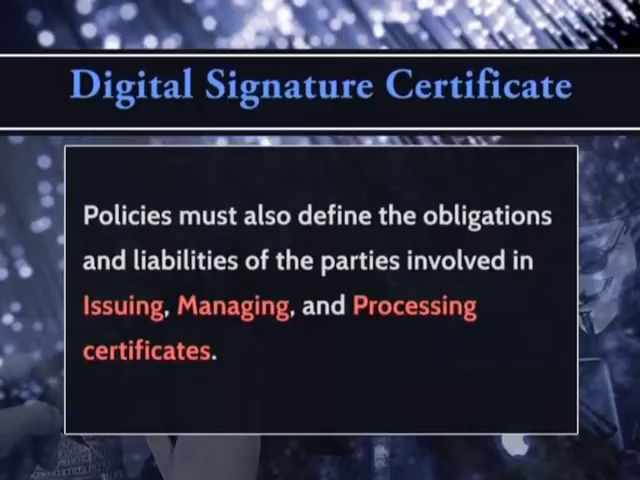 Digital Signature Certificate
Policies must also define the obligations
and liabilities of the parties involved in
Issuing, Managing, and Processing
certificates.